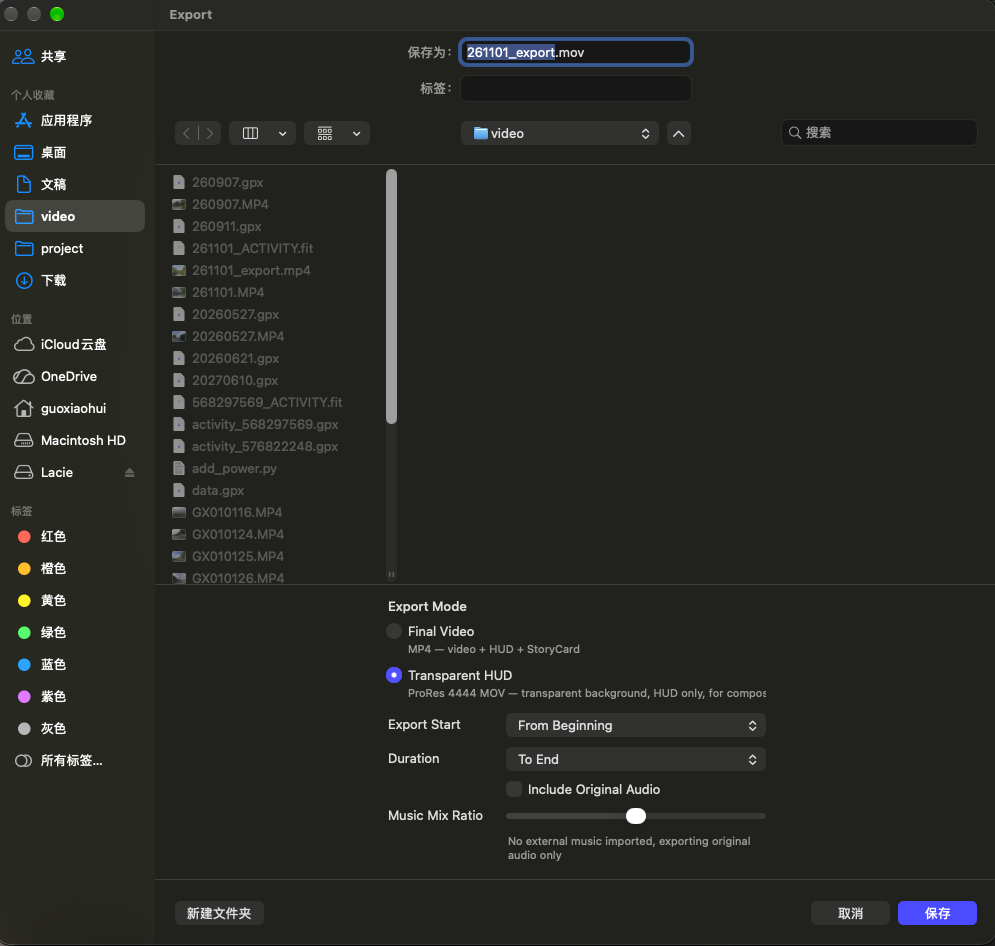 Export
共享
个人收藏
应用程序
桌面
文稿
video
project
下载
位置
iCloud云盘
OneDrive
guoxiaohui
Macintosh HD
Lacie
标签
红色
橙色
黄色
绿色
蓝色
紫色
灰色
所有标签...
保存为:
261101_export.mov
标签:
video
搜索
260907.gpx
260907.MP4
260911.gpx
261101_ACTIVITY.fit
261101_export.mp4
261101.MP4
20260527.gpx
20260527.MP4
20260621.gpx
20270610.gpx
568297569_ACTIVITY.fit
activity_568297569.gpx
activity_576822248.gpx
add_power.py
data.gpx
GX010116.MP4
GX010124.MP4
GX010125.MP4
GX010126.MP4
Export Mode
Final Video
MP4 — video + HUD + StoryCard
Transparent HUD
ProRes 4444 MOV — transparent background, HUD only, for compos
Export Start
From Beginning
Duration
To End
Include Original Audio
Music Mix Ratio
No external music imported, exporting original
audio only
新建文件夹
取消
保存